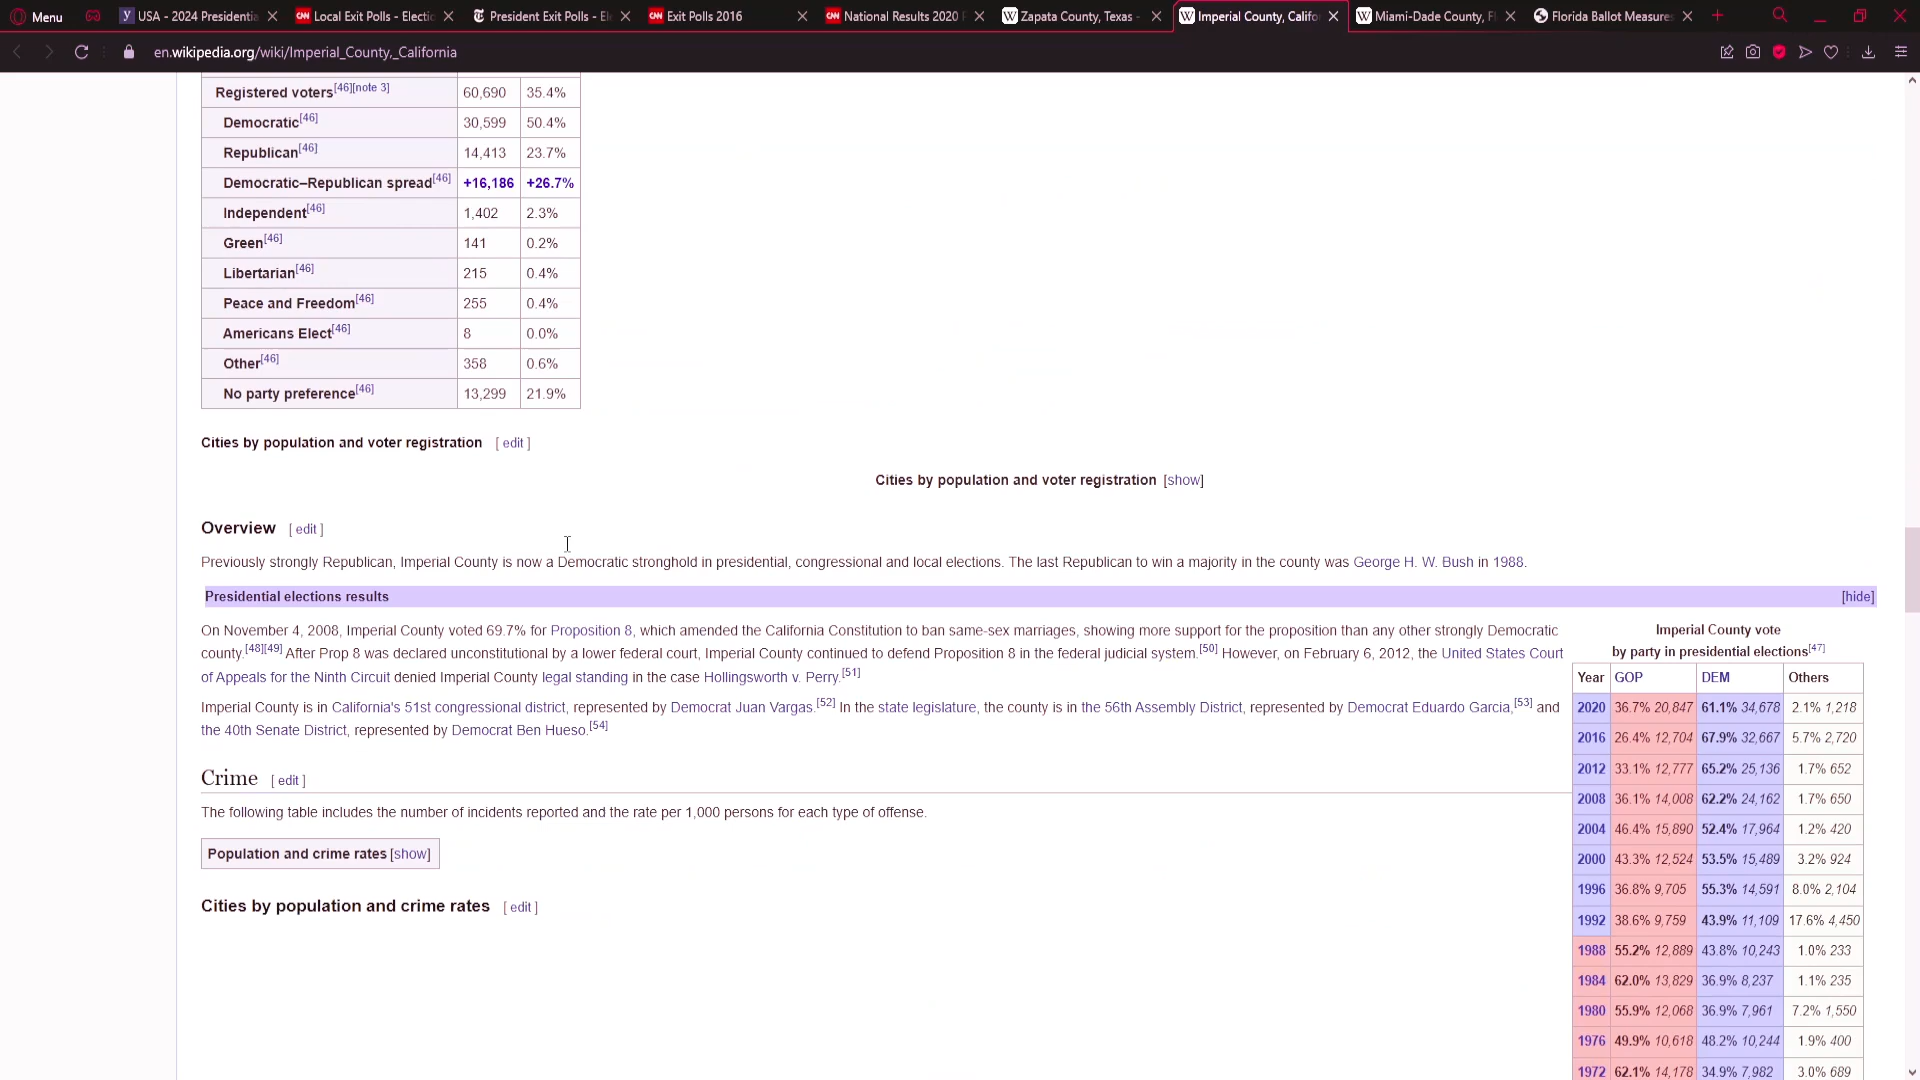 Menu
USA - 2024 Presidentia
Local Exit Polls - Electio
President Exit Polls - El
Exit Polls 2016
National Results 2020 P
Zapata County, Texas -
Imperial County, Califor
Miami-Dade County, Fl
Florida Ballot Measures
en.wikipedia.org/wiki/Imperial_County,_California
Registered voters[46][note 3] 60,690 35.4%
Democratic[46] 30,599 50.4%
Republican[46] 14,413 23.7%
Democratic–Republican spread[46] +16,186 +26.7%
Independent[46] 1,402 2.3%
Green[46] 141 0.2%
Libertarian[46] 215 0.4%
Peace and Freedom[46] 255 0.4%
Americans Elect[46] 8 0.0%
Other[46] 358 0.6%
No party preference[46] 13,299 21.9%
Cities by population and voter registration [ edit ]
Cities by population and voter registration [show]
Overview [ edit ]
Previously strongly Republican, Imperial County is now a Democratic stronghold in presidential, congressional and local elections. The last Republican to win a majority in the county was George H. W. Bush in 1988.
Presidential elections results [hide]
On November 4, 2008, Imperial County voted 69.7% for Proposition 8, which amended the California Constitution to ban same-sex marriages, showing more support for the proposition than any other strongly Democratic
county.[48][49] After Prop 8 was declared unconstitutional by a lower federal court, Imperial County continued to defend Proposition 8 in the federal judicial system.[50] However, on February 6, 2012, the United States Court
of Appeals for the Ninth Circuit denied Imperial County legal standing in the case Hollingsworth v. Perry.[51]
Imperial County is in California's 51st congressional district, represented by Democrat Juan Vargas.[52] In the state legislature, the county is in the 56th Assembly District, represented by Democrat Eduardo Garcia,[53] and
the 40th Senate District, represented by Democrat Ben Hueso.[54]
Crime [ edit ]
The following table includes the number of incidents reported and the rate per 1,000 persons for each type of offense.
Population and crime rates [show]
Cities by population and crime rates [ edit ]
Imperial County vote
by party in presidential elections[47]
Year GOP DEM Others
2020 36.7% 20,847 61.1% 34,678 2.1% 1,218
2016 26.4% 12,704 67.9% 32,667 5.7% 2,720
2012 33.1% 12,777 65.2% 25,136 1.7% 652
2008 36.1% 14,008 62.2% 24,162 1.7% 650
2004 46.4% 15,890 52.4% 17,964 1.2% 420
2000 43.3% 12,524 53.5% 15,489 3.2% 924
1996 36.8% 9,705 55.3% 14,591 8.0% 2,104
1992 38.6% 9,759 43.9% 11,109 17.6% 4,450
1988 55.2% 12,889 43.8% 10,243 1.0% 233
1984 62.0% 13,829 36.9% 8,237 1.1% 235
1980 55.9% 12,068 36.9% 7,961 7.2% 1,550
1976 49.9% 10,618 48.2% 10,244 1.9% 400
1972 62.1% 14,178 34.9% 7,982 3.0% 689